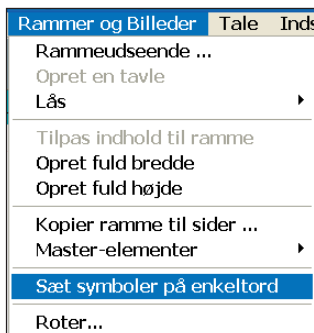 Rammer og Billeder Tale Inds
Rammeudseende ...
Opret en tavle
Lås
Tilpas indhold til ramme
Opret fuld bredde
Opret fuld højde
Kopier ramme til sider ...
Master-elementer
Sæt symboler på enkeltord
Roter...